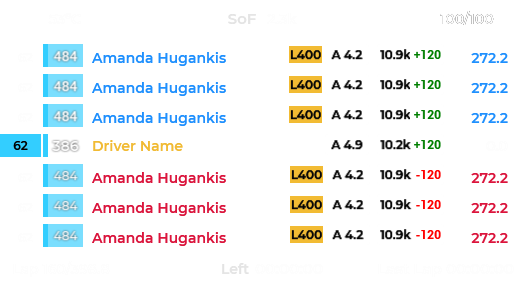 SoF 100/100
484 Amanda Hugankis L400 A 4.2 10.9k +120 272.2
484 Amanda Hugankis L400 A 4.2 10.9k +120 272.2
484 Amanda Hugankis L400 A 4.2 10.9k +120 272.2
62 386 Driver Name A 4.9 10.2k +120
484 Amanda Hugankis L400 A 4.2 10.9k -120 272.2
484 Amanda Hugankis L400 A 4.2 10.9k -120 272.2
484 Amanda Hugankis L400 A 4.2 10.9k -120 272.2
Left